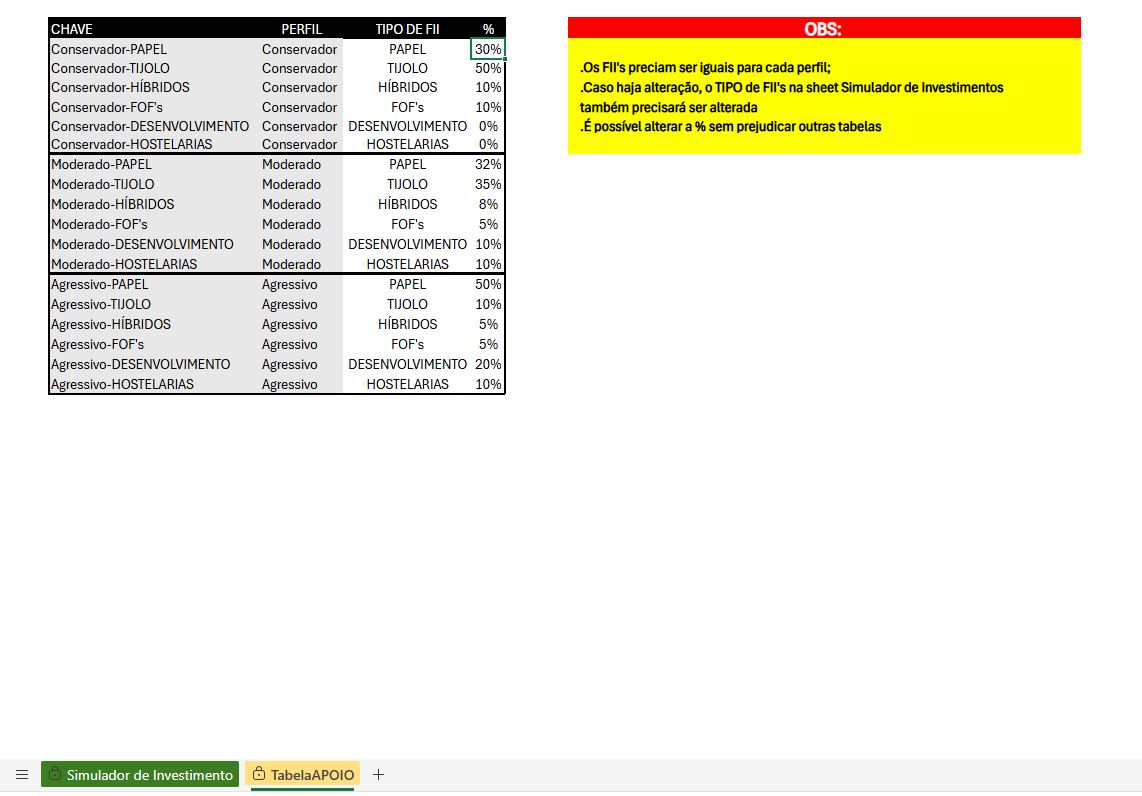 CHAVE PERFIL TIPO DE FII %
Conservador-PAPEL Conservador PAPEL 30%
Conservador-TIJOLO Conservador TIJOLO 50%
Conservador-HÍBRIDOS Conservador HÍBRIDOS 10%
Conservador-FOF's Conservador FOF's 10%
Conservador-DESENVOLVIMENTO Conservador DESENVOLVIMENTO 0%
Conservador-HOSTELARIAS Conservador HOSTELARIAS 0%
Moderado-PAPEL Moderado PAPEL 32%
Moderado-TIJOLO Moderado TIJOLO 35%
Moderado-HÍBRIDOS Moderado HÍBRIDOS 8%
Moderado-FOF's Moderado FOF's 5%
Moderado-DESENVOLVIMENTO Moderado DESENVOLVIMENTO 10%
Moderado-HOSTELARIAS Moderado HOSTELARIAS 10%
Agressivo-PAPEL Agressivo PAPEL 50%
Agressivo-TIJOLO Agressivo TIJOLO 10%
Agressivo-HÍBRIDOS Agressivo HÍBRIDOS 5%
Agressivo-FOF's Agressivo FOF's 5%
Agressivo-DESENVOLVIMENTO Agressivo DESENVOLVIMENTO 20%
Agressivo-HOSTELARIAS Agressivo HOSTELARIAS 10%
OBS:
.Os FII's preciam ser iguais para cada perfil;
.Caso haja alteração, o TIPO de FII's na sheet Simulador de Investimentos
também precisará ser alterada
.É possível alterar a % sem prejudicar outras tabelas
Simulador de Investimento TabelaAPOIO